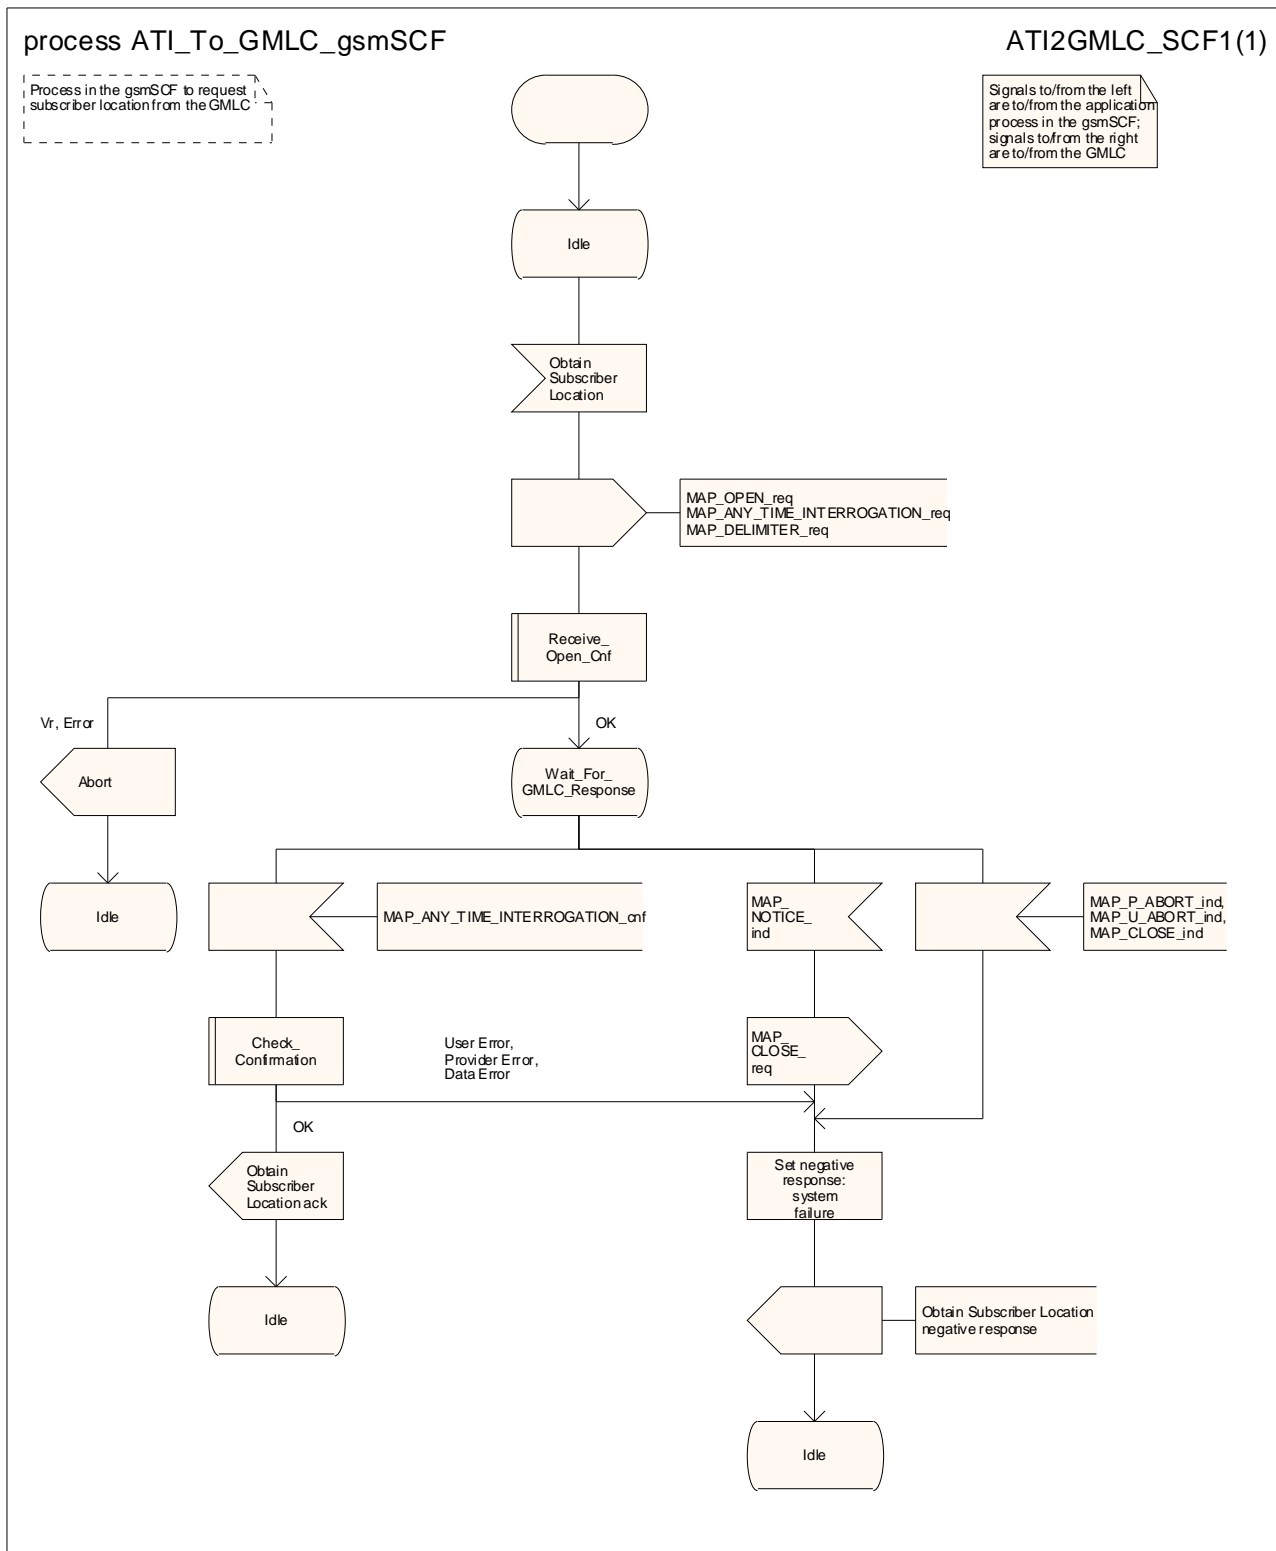 process ATI_To_GMLC_gsmSCF
ATI2GMLC_SCF1(1)
Process in the gsmSCF to request
subscriber location from the GMLC
Signals to/from the left
are to/from the application
process in the gsmSCF;
signals to/from the right
are to/from the GMLC
Idle
Obtain
Subscriber
Location
MAP_OPEN_req
MAP_ANY_TIME_INTERROGATION_req
MAP_DELIMITER_req
Receive_
Open_Cnf
Vr, Error
OK
Abort
Wait_For_
GMLC_Response
Idle
MAP_ANY_TIME_INTERROGATION_cnf
MAP_
NOTICE_
ind
MAP_P_ABORT_ind,
MAP_U_ABORT_ind,
MAP_CLOSE_ind
Check_
Confirmation
User Error,
Provider Error,
Data Error
MAP_
CLOSE_
req
OK
Obtain
Subscriber
Location ack
Set negative
response:
system
failure
Idle
Obtain Subscriber Location
negative response
Idle